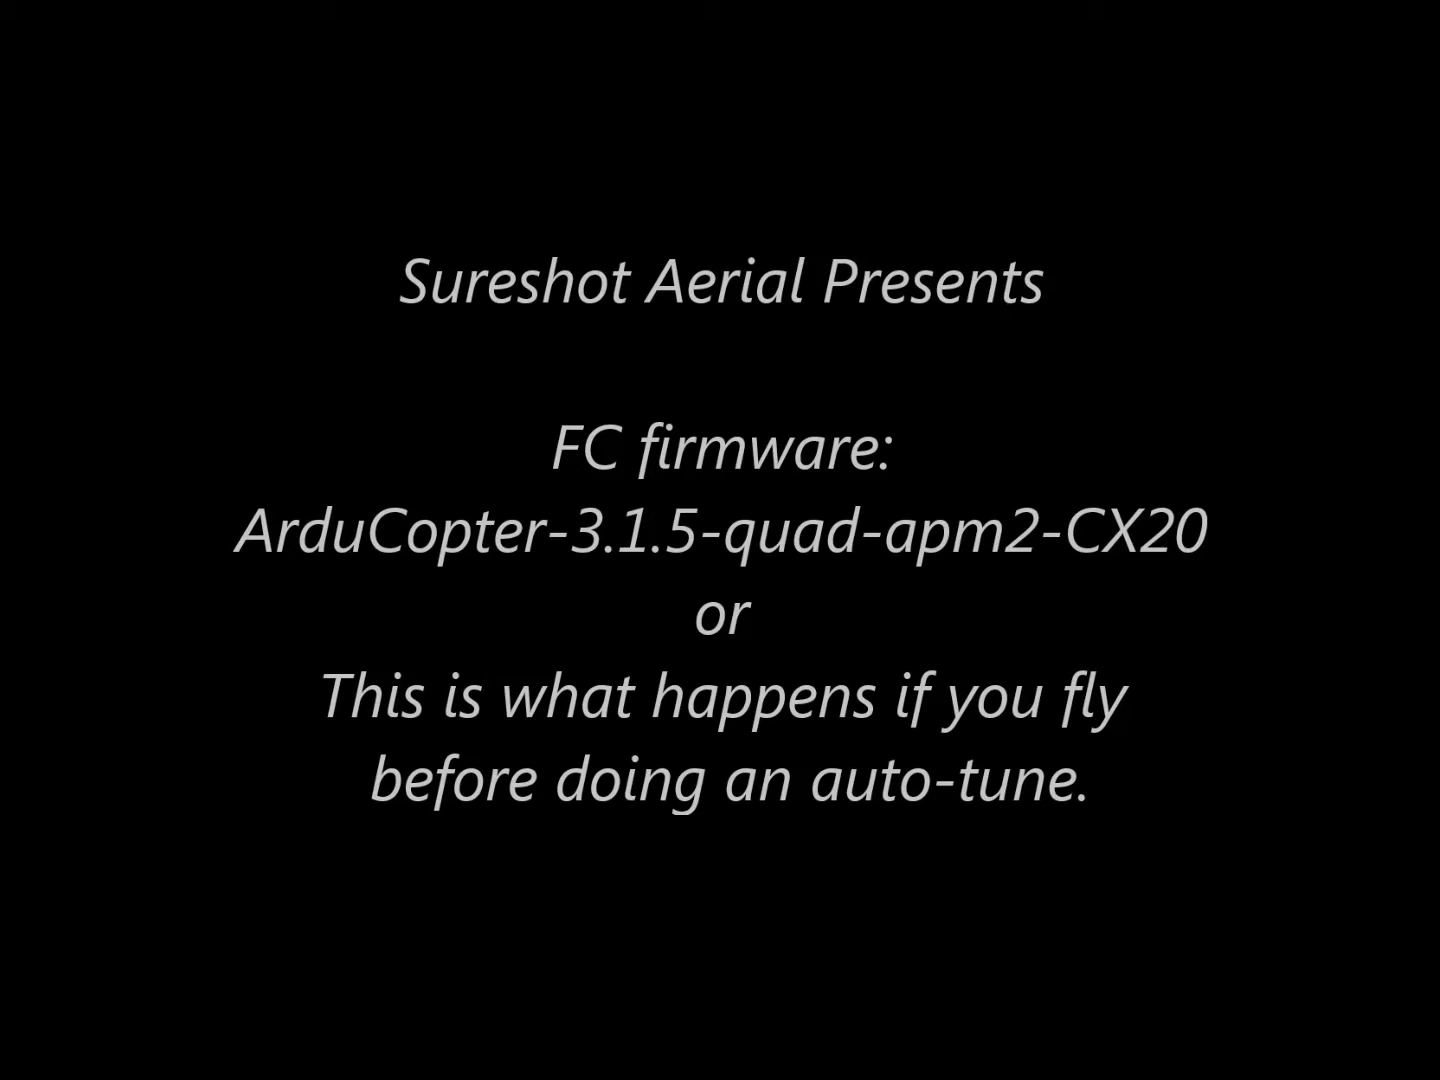 Sureshot Aerial Presents
FC firmware:
ArduCopter-3.1.5-quad-apm2-CX20
or
This is what happens if you fly
before doing an auto-tune.